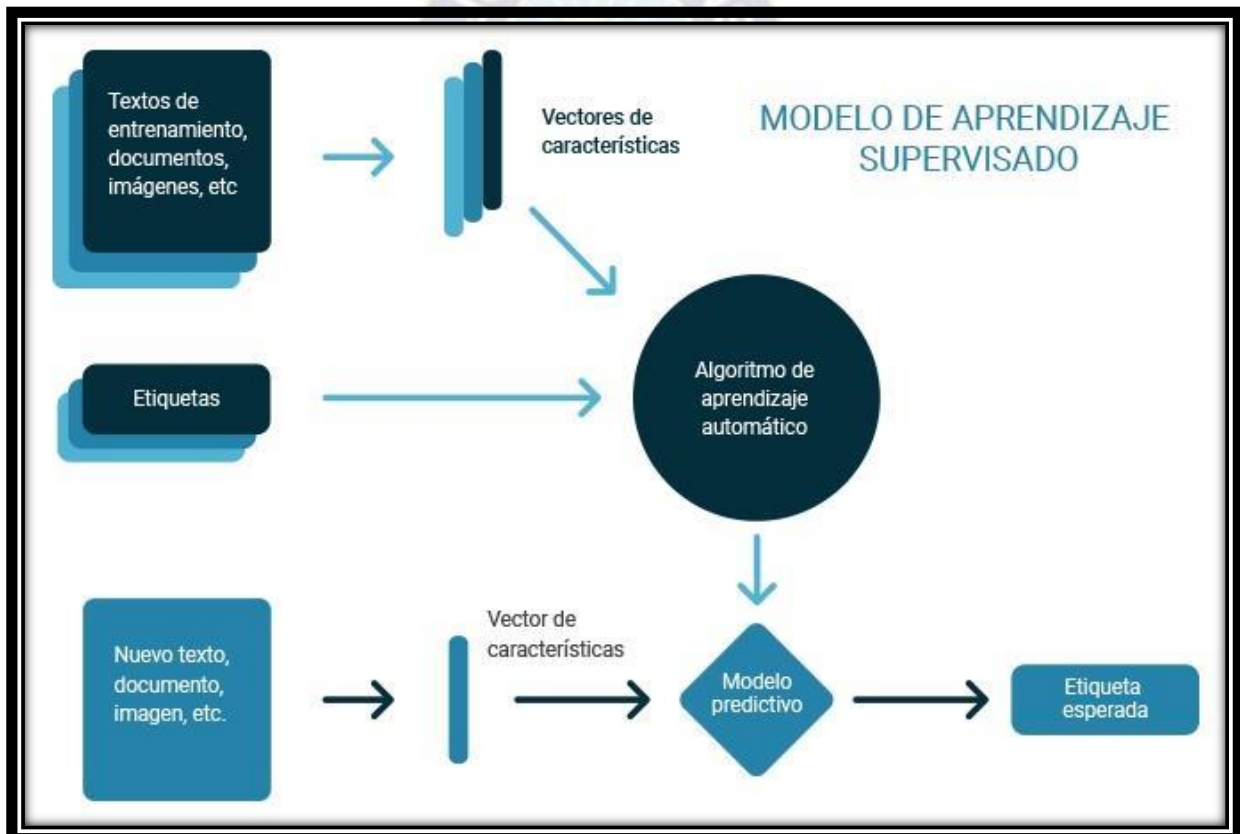 MODELO DE APRENDIZAJE
SUPERVISADO
Textos de
entrenamiento,
documentos,
imágenes, etc
Vectores de
características
Etiquetas
Algoritmo de
aprendizaje
automático
Nuevo texto,
documento,
imagen, etc.
Vector de
características
Modelo
predictivo
Etiqueta
esperada